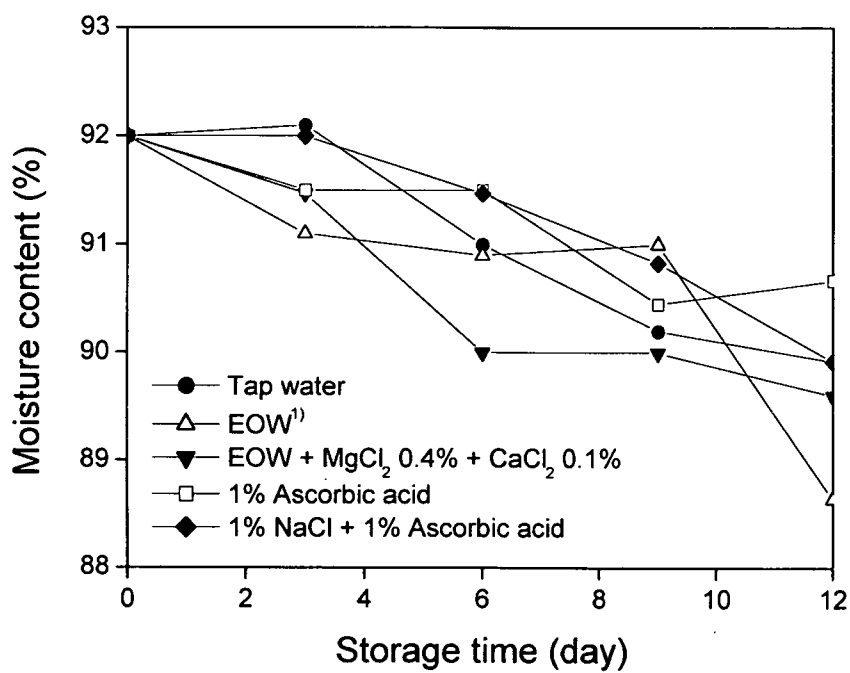 Moisture content (%)
93
92
91
90
89
88
Tap water
EOW¹⁾
EOW + MgCl₂ 0.4% + CaCl₂ 0.1%
1% Ascorbic acid
1% NaCl + 1% Ascorbic acid
0 2 4 6 8 10 12
Storage time (day)